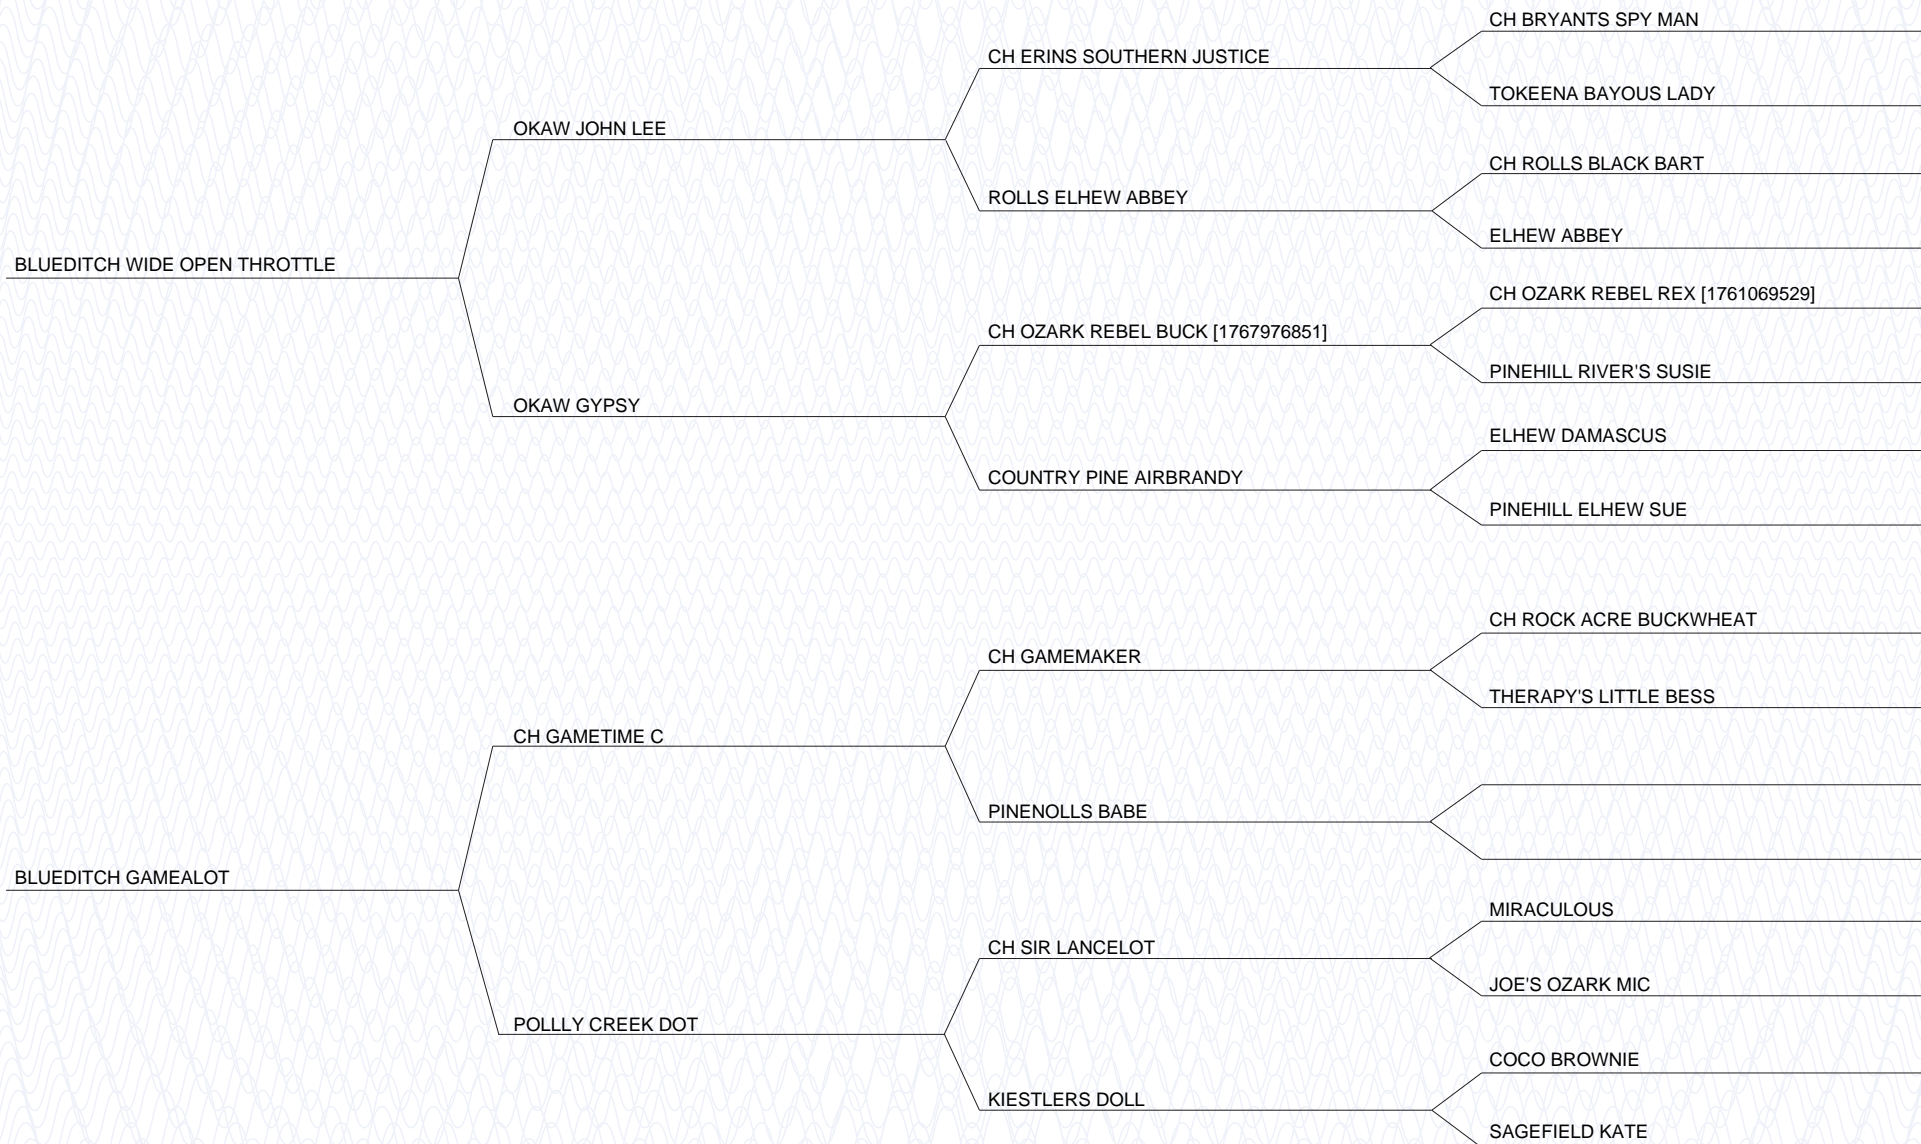 CH BRYANTS SPY MAN
CH ERINS SOUTHERN JUSTICE
TOKEENA BAYOUS LADY
OKAW JOHN LEE
CH ROLLS BLACK BART
ROLLS ELHEW ABBEY
ELHEW ABBEY
BLUEDITCH WIDE OPEN THROTTLE
CH OZARK REBEL REX [1761069529]
CH OZARK REBEL BUCK [1767976851]
PINEHILL RIVER'S SUSIE
OKAW GYPSY
ELHEW DAMASCUS
COUNTRY PINE AIRBRANDY
PINEHILL ELHEW SUE
CH ROCK ACRE BUCKWHEAT
CH GAMEMAKER
THERAPY'S LITTLE BESS
CH GAMETIME C
PINENOLLS BABE
BLUEDITCH GAMEALOT
MIRACULOUS
CH SIR LANCELOT
JOE'S OZARK MIC
POLLLY CREEK DOT
COCO BROWNIE
KIESTLERS DOLL
SAGEFIELD KATE